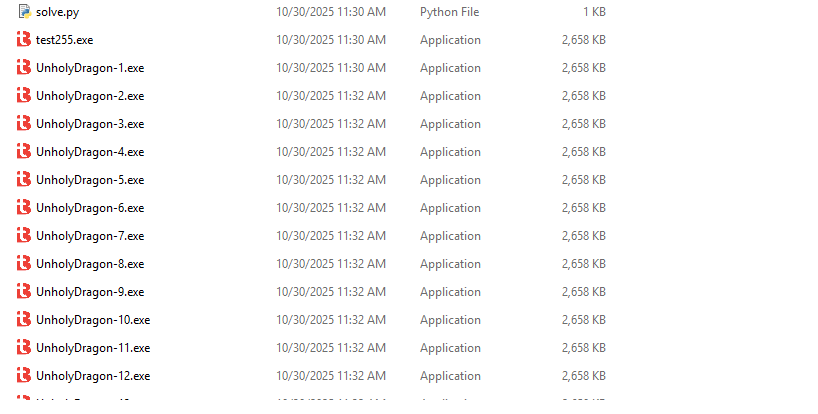 solve.py 10/30/2025 11:30 AM Python File 1 KB
test255.exe 10/30/2025 11:30 AM Application 2,658 KB
UnholyDragon-1.exe 10/30/2025 11:30 AM Application 2,658 KB
UnholyDragon-2.exe 10/30/2025 11:32 AM Application 2,658 KB
UnholyDragon-3.exe 10/30/2025 11:32 AM Application 2,658 KB
UnholyDragon-4.exe 10/30/2025 11:32 AM Application 2,658 KB
UnholyDragon-5.exe 10/30/2025 11:32 AM Application 2,658 KB
UnholyDragon-6.exe 10/30/2025 11:32 AM Application 2,658 KB
UnholyDragon-7.exe 10/30/2025 11:32 AM Application 2,658 KB
UnholyDragon-8.exe 10/30/2025 11:32 AM Application 2,658 KB
UnholyDragon-9.exe 10/30/2025 11:32 AM Application 2,658 KB
UnholyDragon-10.exe 10/30/2025 11:32 AM Application 2,658 KB
UnholyDragon-11.exe 10/30/2025 11:32 AM Application 2,658 KB
UnholyDragon-12.exe 10/30/2025 11:32 AM Application 2,658 KB